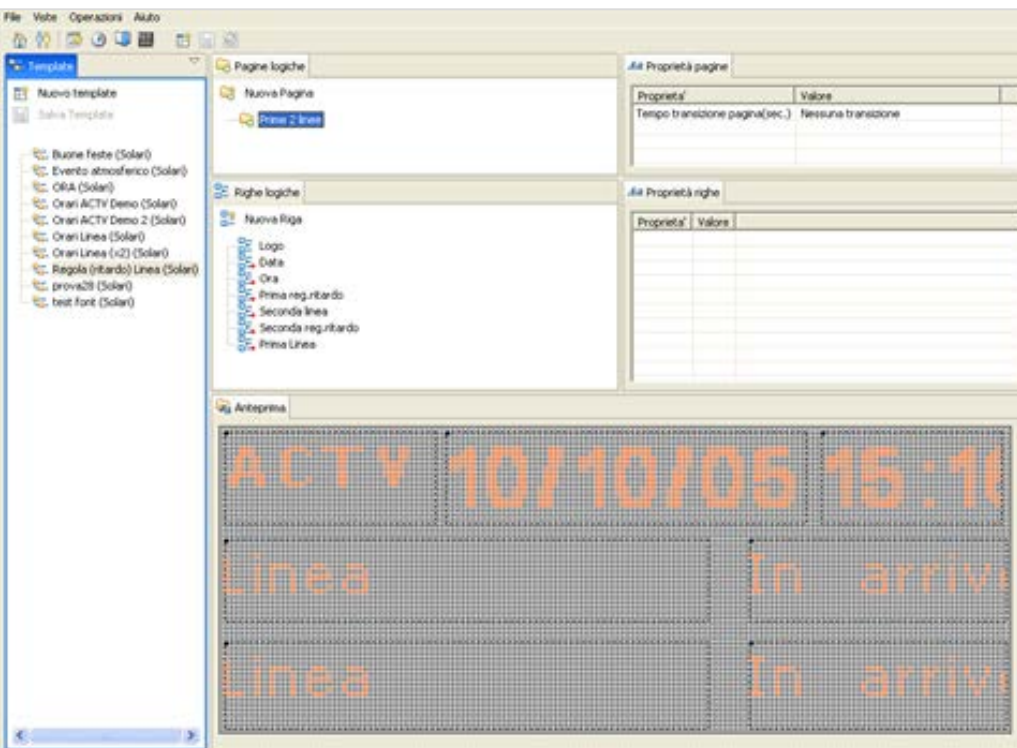 File Viste Operazioni Aiuto
Template
Nuovo template
Salva Template
Buone feste (Solari)
Evento atmosferico (Solari)
ORA (Solari)
Orari ACTV Demo (Solari)
Orari ACTV Demo 2 (Solari)
Orari Linea (Solari)
Orari Linea (x2) (Solari)
Regola (ritardo) Linea (Solari)
prova28 (Solari)
test font (Solari)
Pagine logiche
Nuova Pagina
Prime 2 linee
Proprietà pagine
Proprieta' Valore
Tempo transizione pagina(sec.) Nessuna transizione
Righe logiche
Nuova Riga
Logo
Data
Ora
Prima reg.ritardo
Seconda linea
Seconda reg.ritardo
Prima Linea
Proprietà righe
Proprieta' Valore
Anteprima
ACTV 10/10/05 15:16
Linea In arriv
Linea In arriv